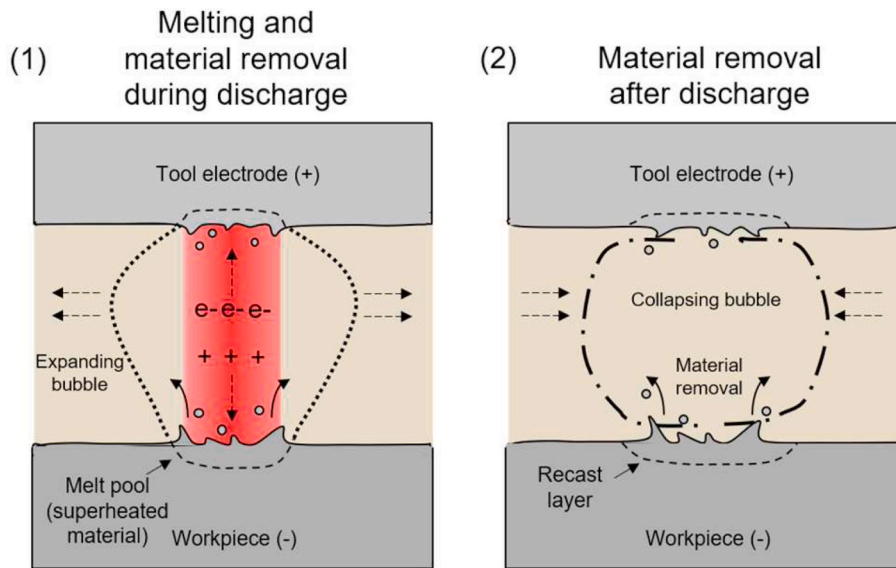 (1)
Melting and
material removal
during discharge
Tool electrode (+)
e- e- e-
+ + +
Expanding
bubble
Melt pool
(superheated
material)
Workpiece (-)
(2)
Material removal
after discharge
Tool electrode (+)
Collapsing bubble
Material
removal
Recast
layer
Workpiece (-)